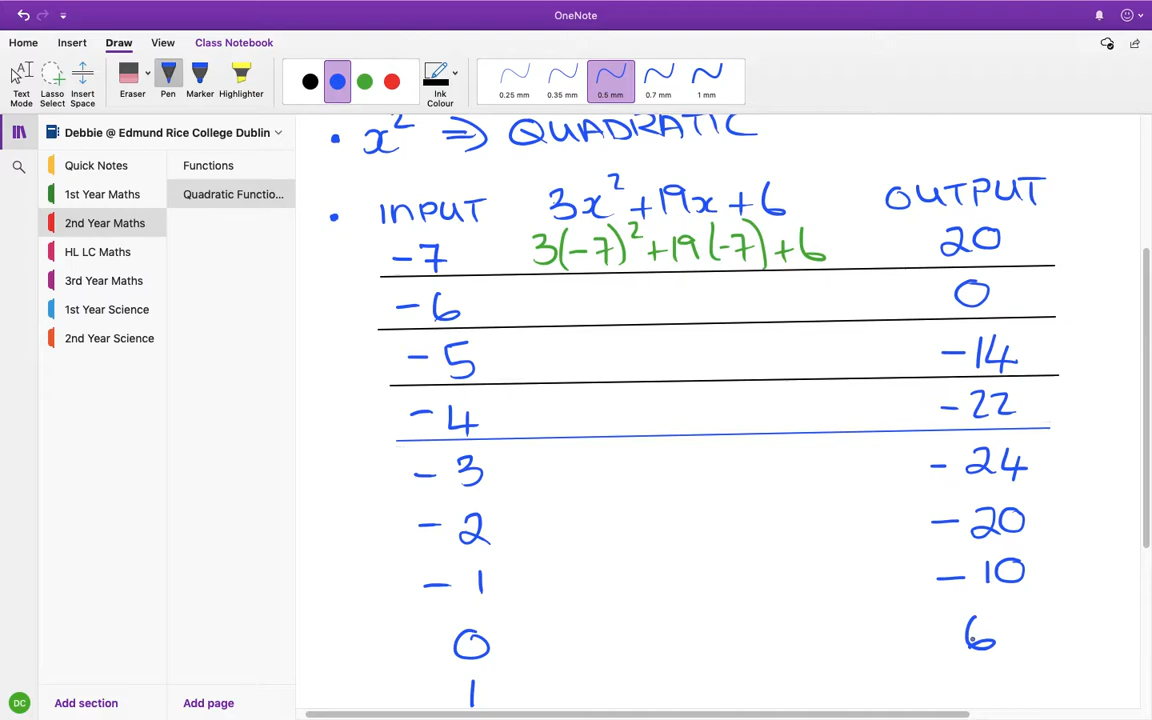 OneNote
Home Insert Draw View Class Notebook
Text Mode
Lasso Select
Insert Space
Eraser
Pen
Marker
Highlighter
Ink Colour
0.25 mm 0.35 mm 0.5 mm 0.7 mm 1 mm
Debbie @ Edmund Rice College Dublin
Quick Notes
1st Year Maths
2nd Year Maths
HL LC Maths
3rd Year Maths
1st Year Science
2nd Year Science
Functions
Quadratic Functio...
• x² ⇒ QUADRATIC
• INPUT 3x² + 19x + 6 OUTPUT
-7 3(-7)² + 19(-7) + 6 20
-6 0
-5 -14
-4 -22
-3 -24
-2 -20
-1 -10
0 6
1
DC Add section Add page